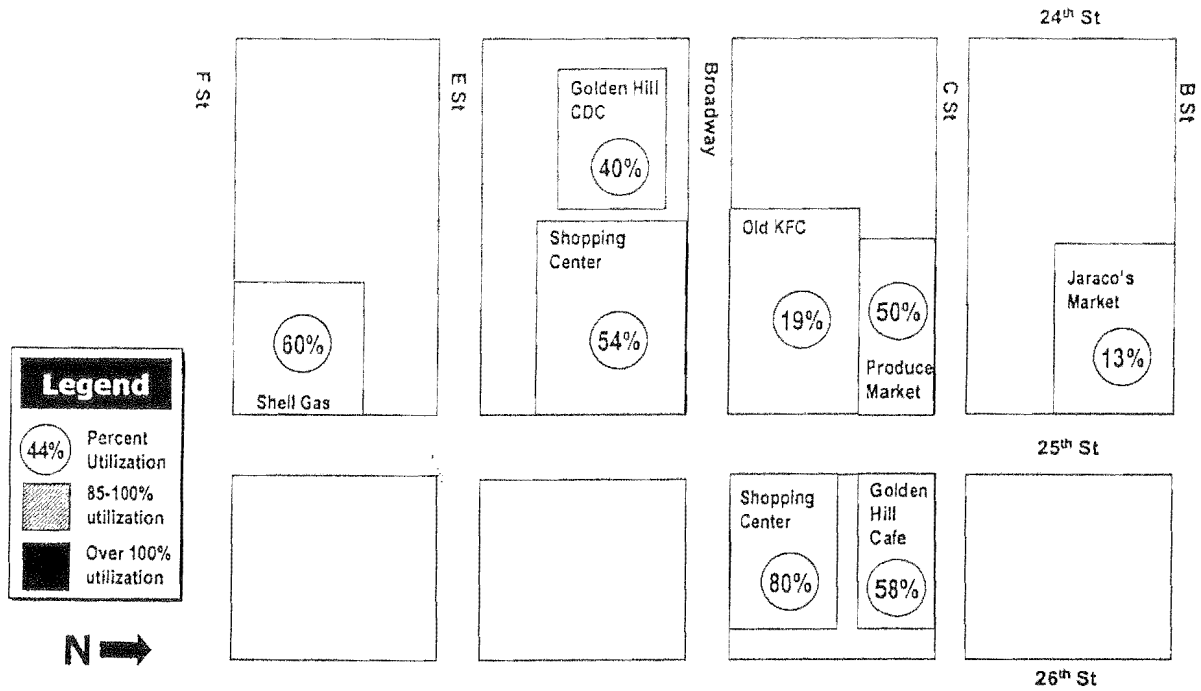 24th St
F St
E St
Broadway
C St
B St
Golden Hill
CDC
40%
Shopping
Center
54%
Old KFC
19%
50%
Produce
Market
Jaraco's
Market
13%
60%
Shell Gas
Legend
44%
Percent
Utilization
85-100%
utilization
Over 100%
utilization
25th St
Shopping
Center
80%
Golden
Hill
Cafe
58%
N
26th St